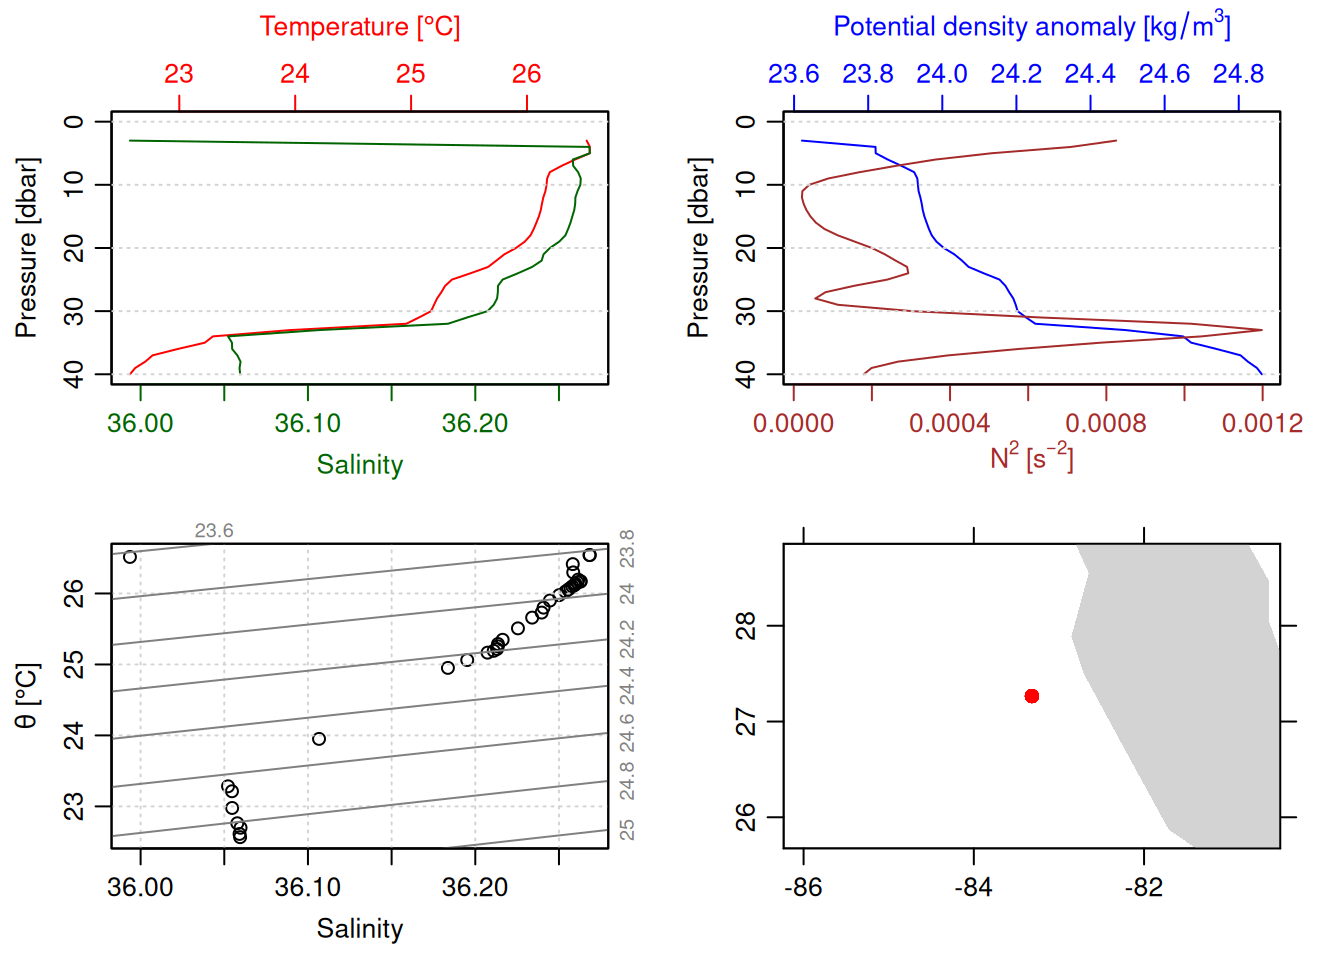 Temperature [°C]
23 24 25 26
Pressure [dbar]
0 10 20 30 40
36.00 36.10 36.20
Salinity
Potential density anomaly [kg/m³]
23.6 23.8 24.0 24.2 24.4 24.6 24.8
Pressure [dbar]
0 10 20 30 40
0.0000 0.0004 0.0008 0.0012
N² [s⁻²]
23.6
θ [°C]
26 25 24 23
23.8 24 24.2 24.4 24.6 24.8 25
36.00 36.10 36.20
Salinity
28 27 26
-86 -84 -82